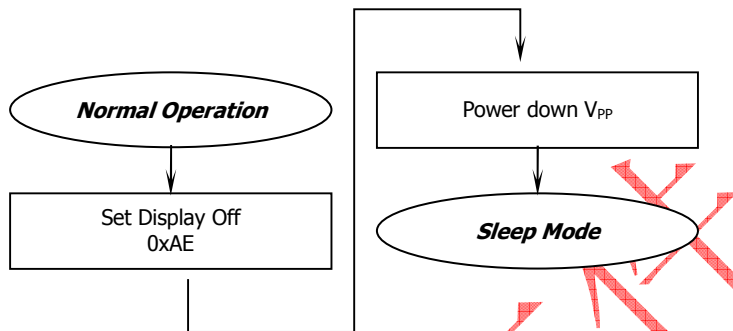 Normal Operation
Set Display Off
0xAE
Power down VPP
Sleep Mode